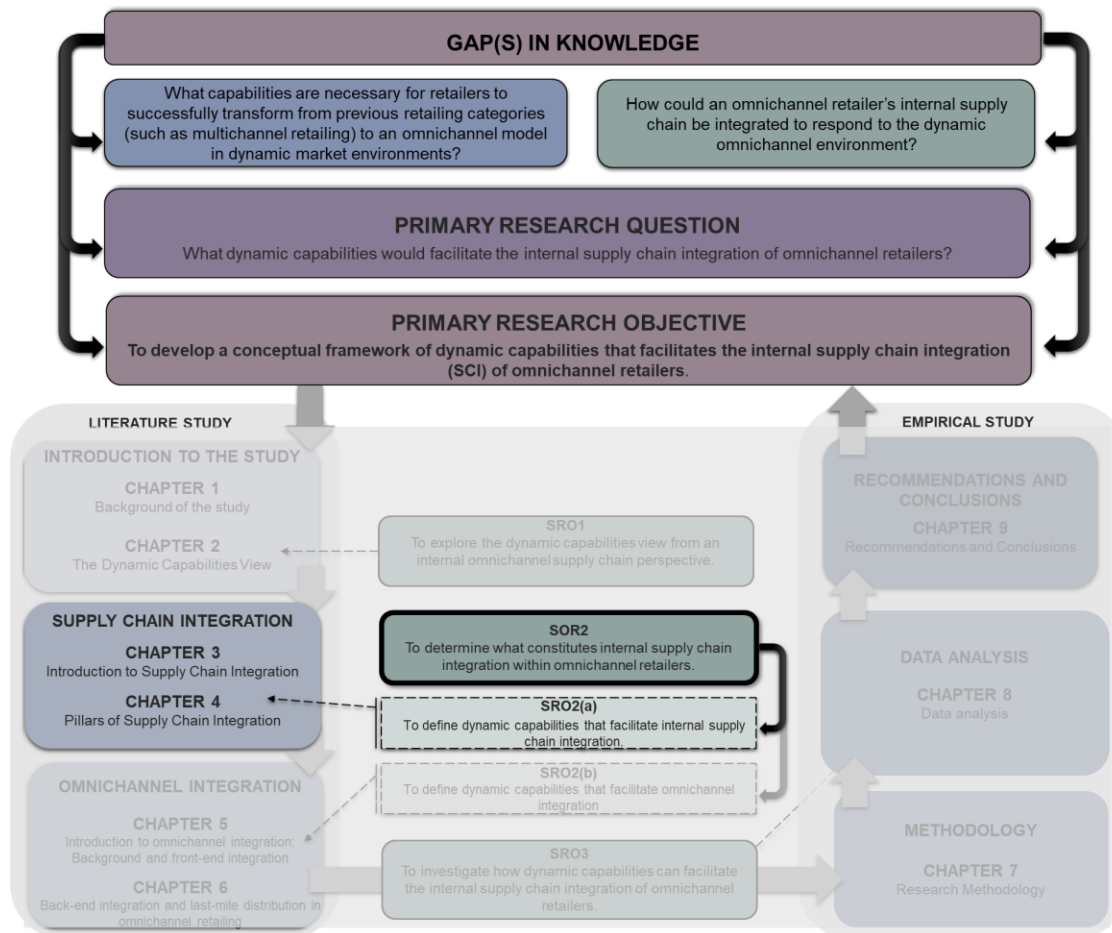 GAP(S) IN KNOWLEDGE
What capabilities are necessary for retailers to
successfully transform from previous retailing categories
(such as multichannel retailing) to an omnichannel model
in dynamic market environments?
How could an omnichannel retailer's internal supply
chain be integrated to respond to the dynamic
omnichannel environment?
PRIMARY RESEARCH QUESTION
What dynamic capabilities would facilitate the internal supply chain integration of omnichannel retailers?
PRIMARY RESEARCH OBJECTIVE
To develop a conceptual framework of dynamic capabilities that facilitates the internal supply chain integration
(SCI) of omnichannel retailers.
LITERATURE STUDY
INTRODUCTION TO THE STUDY
CHAPTER 1
Background of the study
CHAPTER 2
The Dynamic Capabilities View
SUPPLY CHAIN INTEGRATION
CHAPTER 3
Introduction to Supply Chain Integration
CHAPTER 4
Pillars of Supply Chain Integration
OMNICHANNEL INTEGRATION
CHAPTER 5
Introduction to omnichannel integration:
Background and front-end integration
CHAPTER 6
Back-end integration and last-mile distribution in
omnichannel retailing
SRO1
To explore the dynamic capabilities view from an
internal omnichannel supply chain perspective.
SOR2
To determine what constitutes internal supply chain
integration within omnichannel retailers.
SRO2(a)
To define dynamic capabilities that facilitate internal supply
chain integration.
SRO2(b)
To define dynamic capabilities that facilitate omnichannel
integration
SRO3
To investigate how dynamic capabilities can facilitate
the internal supply chain integration of omnichannel
retailers.
EMPIRICAL STUDY
RECOMMENDATIONS AND
CONCLUSIONS
CHAPTER 9
Recommendations and Conclusions
DATA ANALYSIS
CHAPTER 8
Data analysis
METHODOLOGY
CHAPTER 7
Research Methodology